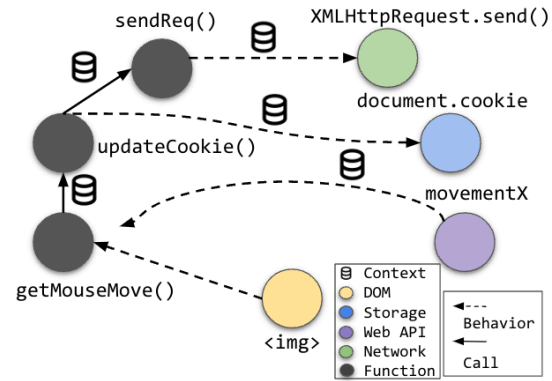 sendReq()
XMLHttpRequest.send()
document.cookie
updateCookie()
movementX
getMouseMove()
<img>
Context
DOM
Storage
Web API
Network
Function
Behavior
Call